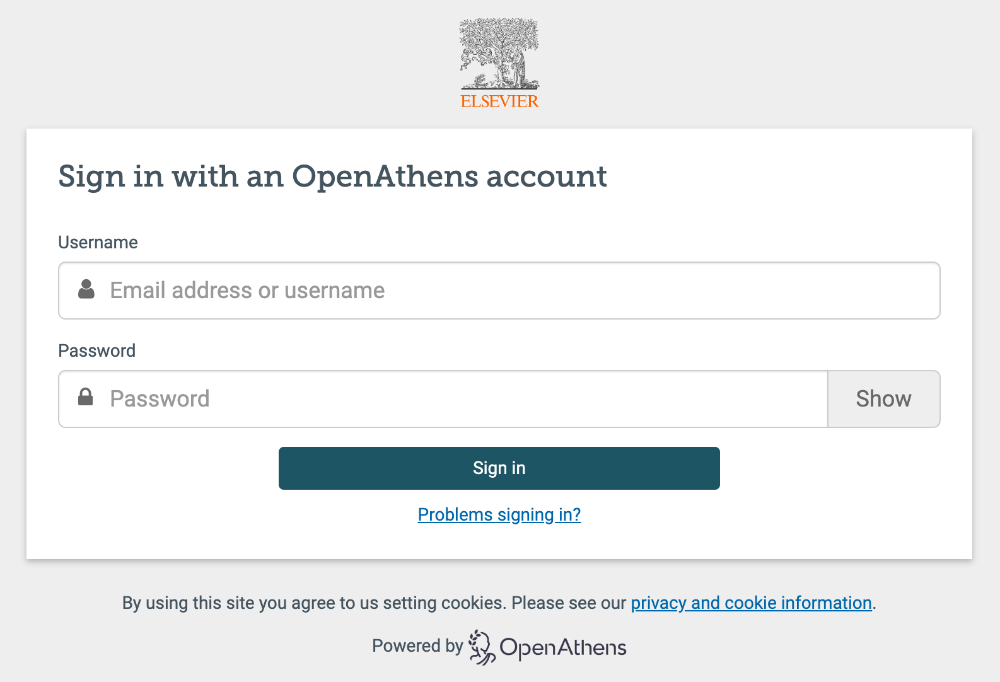 ELSEVIER
Sign in with an OpenAthens account
Username
Email address or username
Password
Password
Show
Sign in
Problems signing in?
By using this site you agree to us setting cookies. Please see our privacy and cookie information.
Powered by OpenAthens